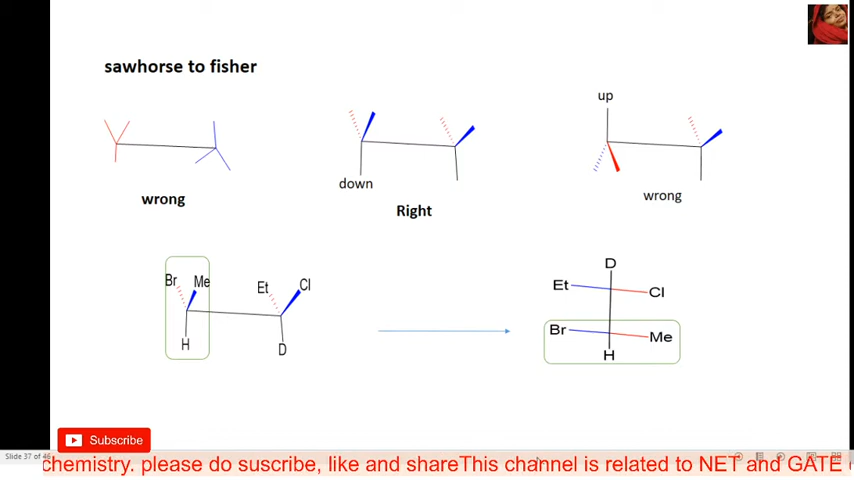 sawhorse to fisher
up
down
wrong
Right
wrong
Br
Me
Et
Cl
H
D
D
Et
Cl
Br
Me
H
Subscribe
Slide 37 of 46
chemistry. please do suscribe, like and shareThis channel is related to NET and GATE